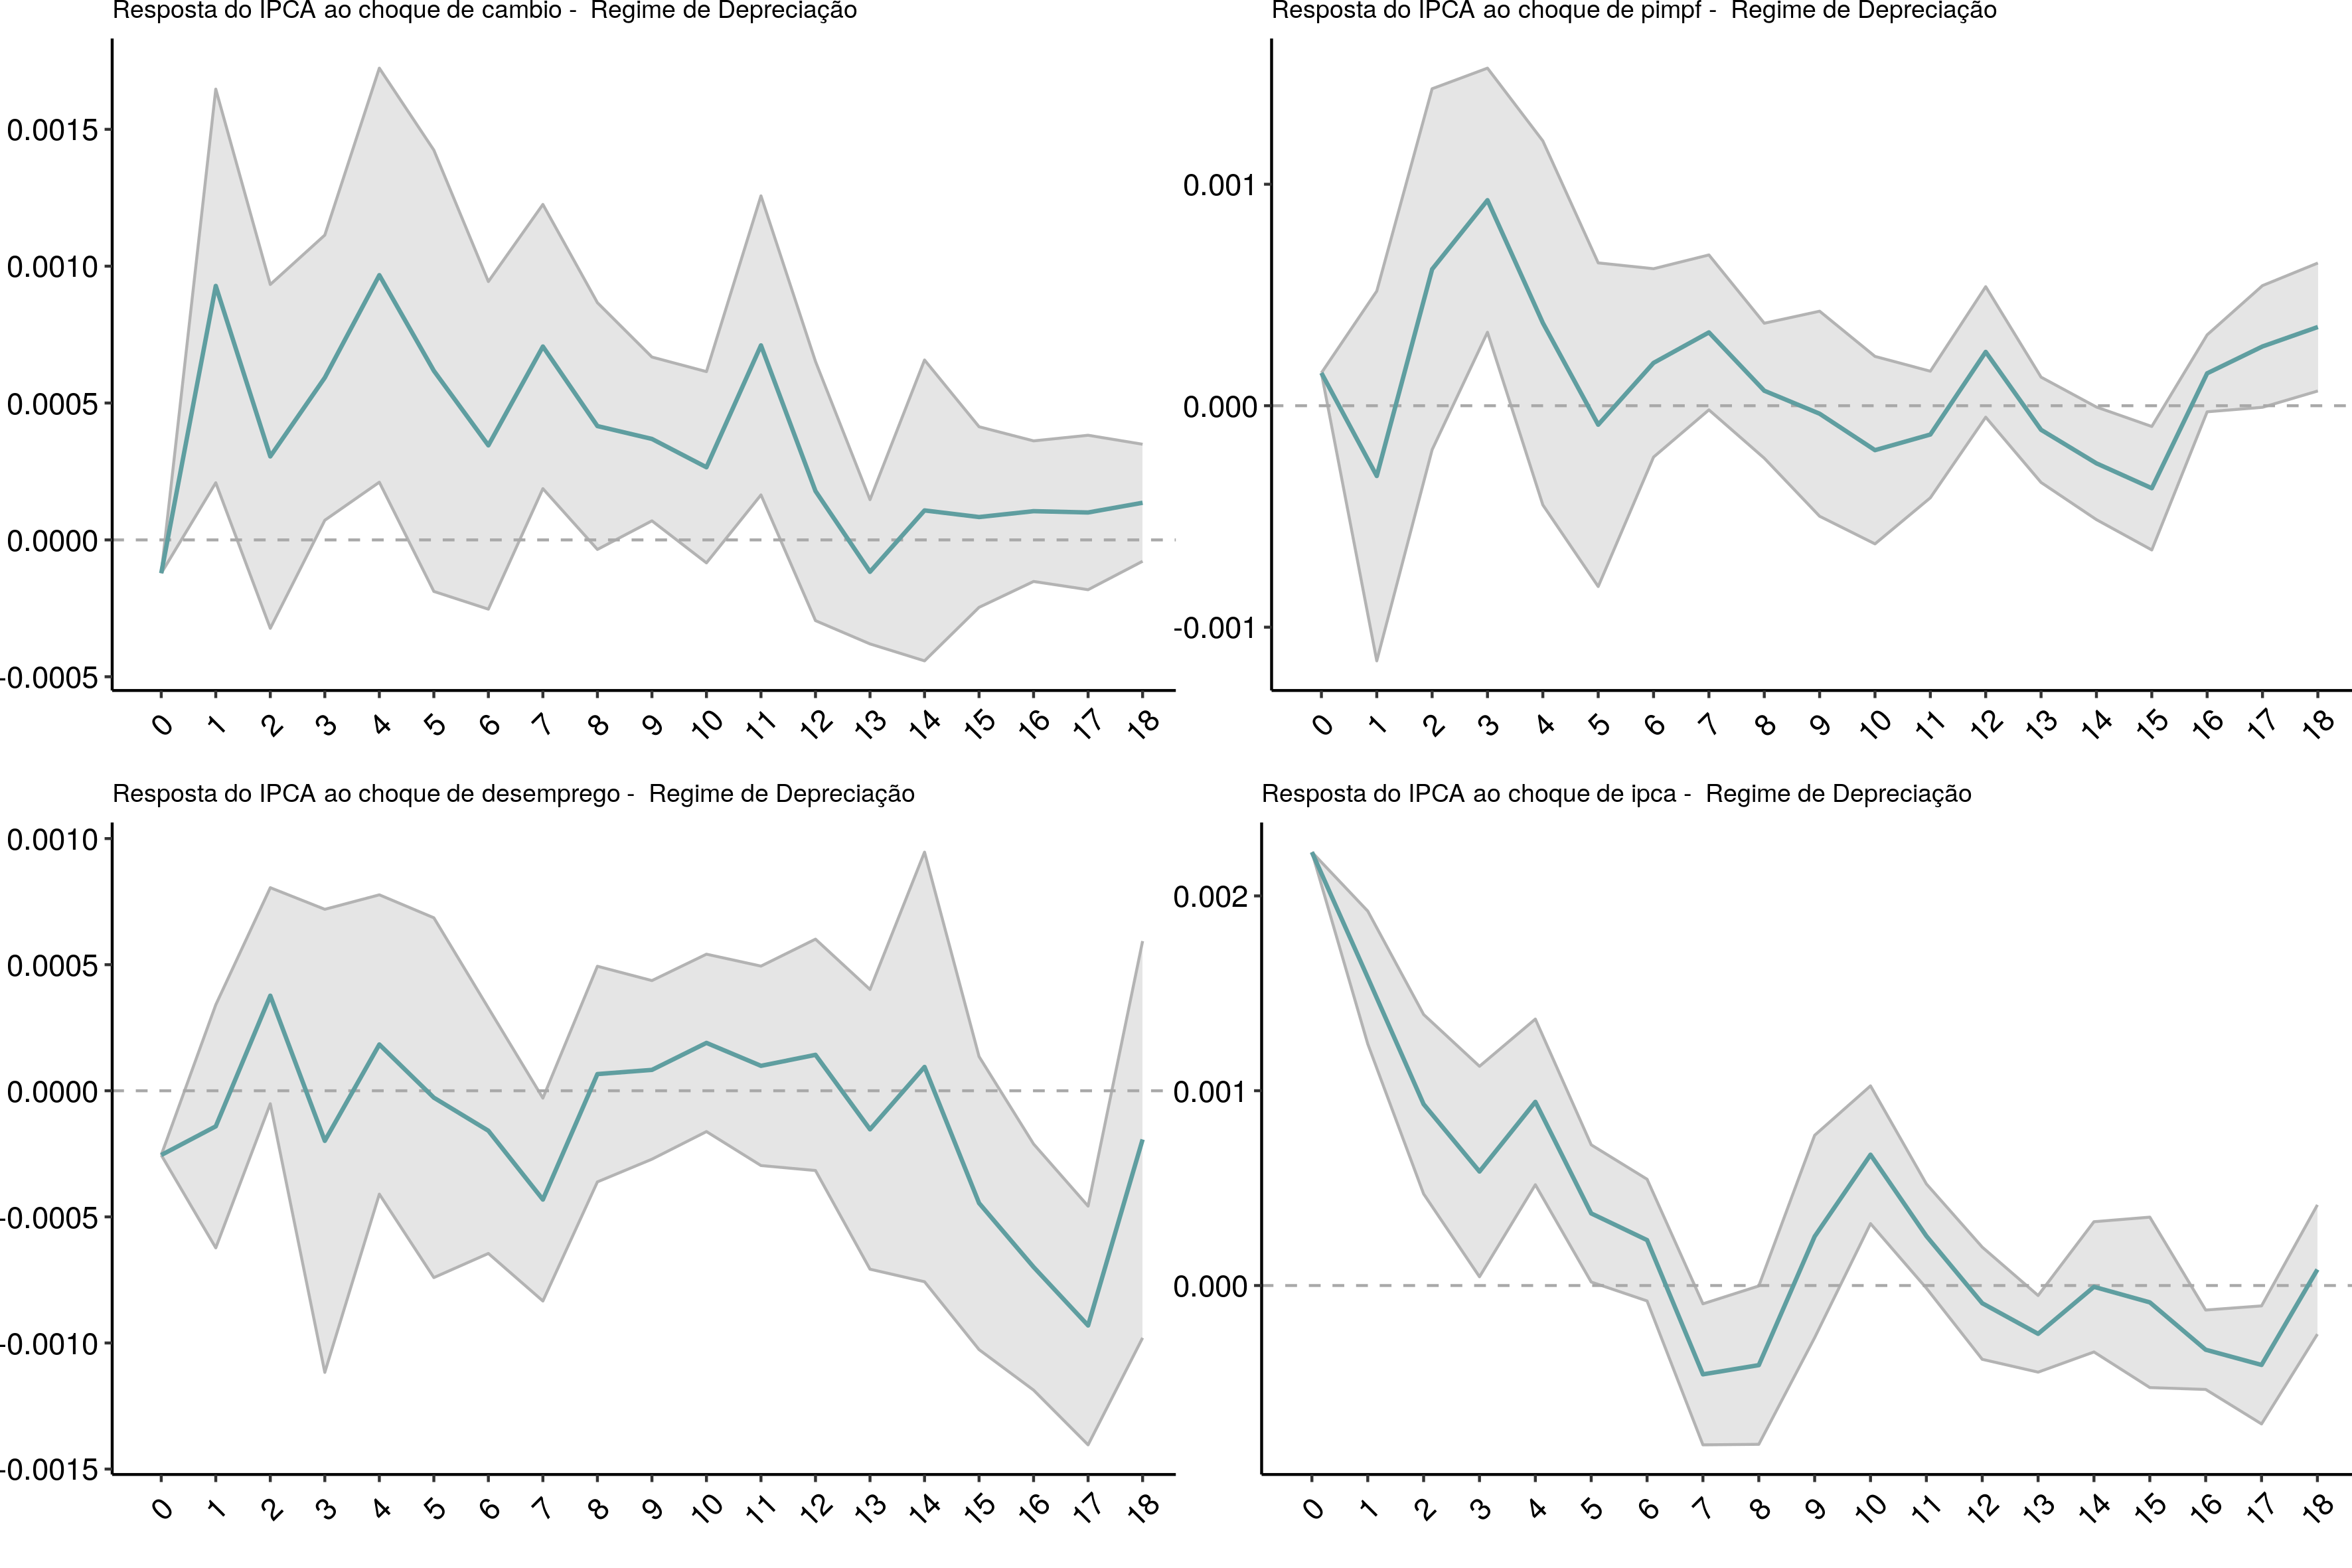 Resposta do IPCA ao choque de cambio -  Regime de Depreciação
0.0015
0.0010
0.0005
0.0000
-0.0005
0 1 2 3 4 5 6 7 8 9 10 11 12 13 14 15 16 17 18
Resposta do IPCA ao choque de pimpf -  Regime de Depreciação
0.001
0.000
-0.001
0 1 2 3 4 5 6 7 8 9 10 11 12 13 14 15 16 17 18
Resposta do IPCA ao choque de desemprego -  Regime de Depreciação
0.0010
0.0005
0.0000
-0.0005
-0.0010
-0.0015
0 1 2 3 4 5 6 7 8 9 10 11 12 13 14 15 16 17 18
Resposta do IPCA ao choque de ipca -  Regime de Depreciação
0.002
0.001
0.000
0 1 2 3 4 5 6 7 8 9 10 11 12 13 14 15 16 17 18